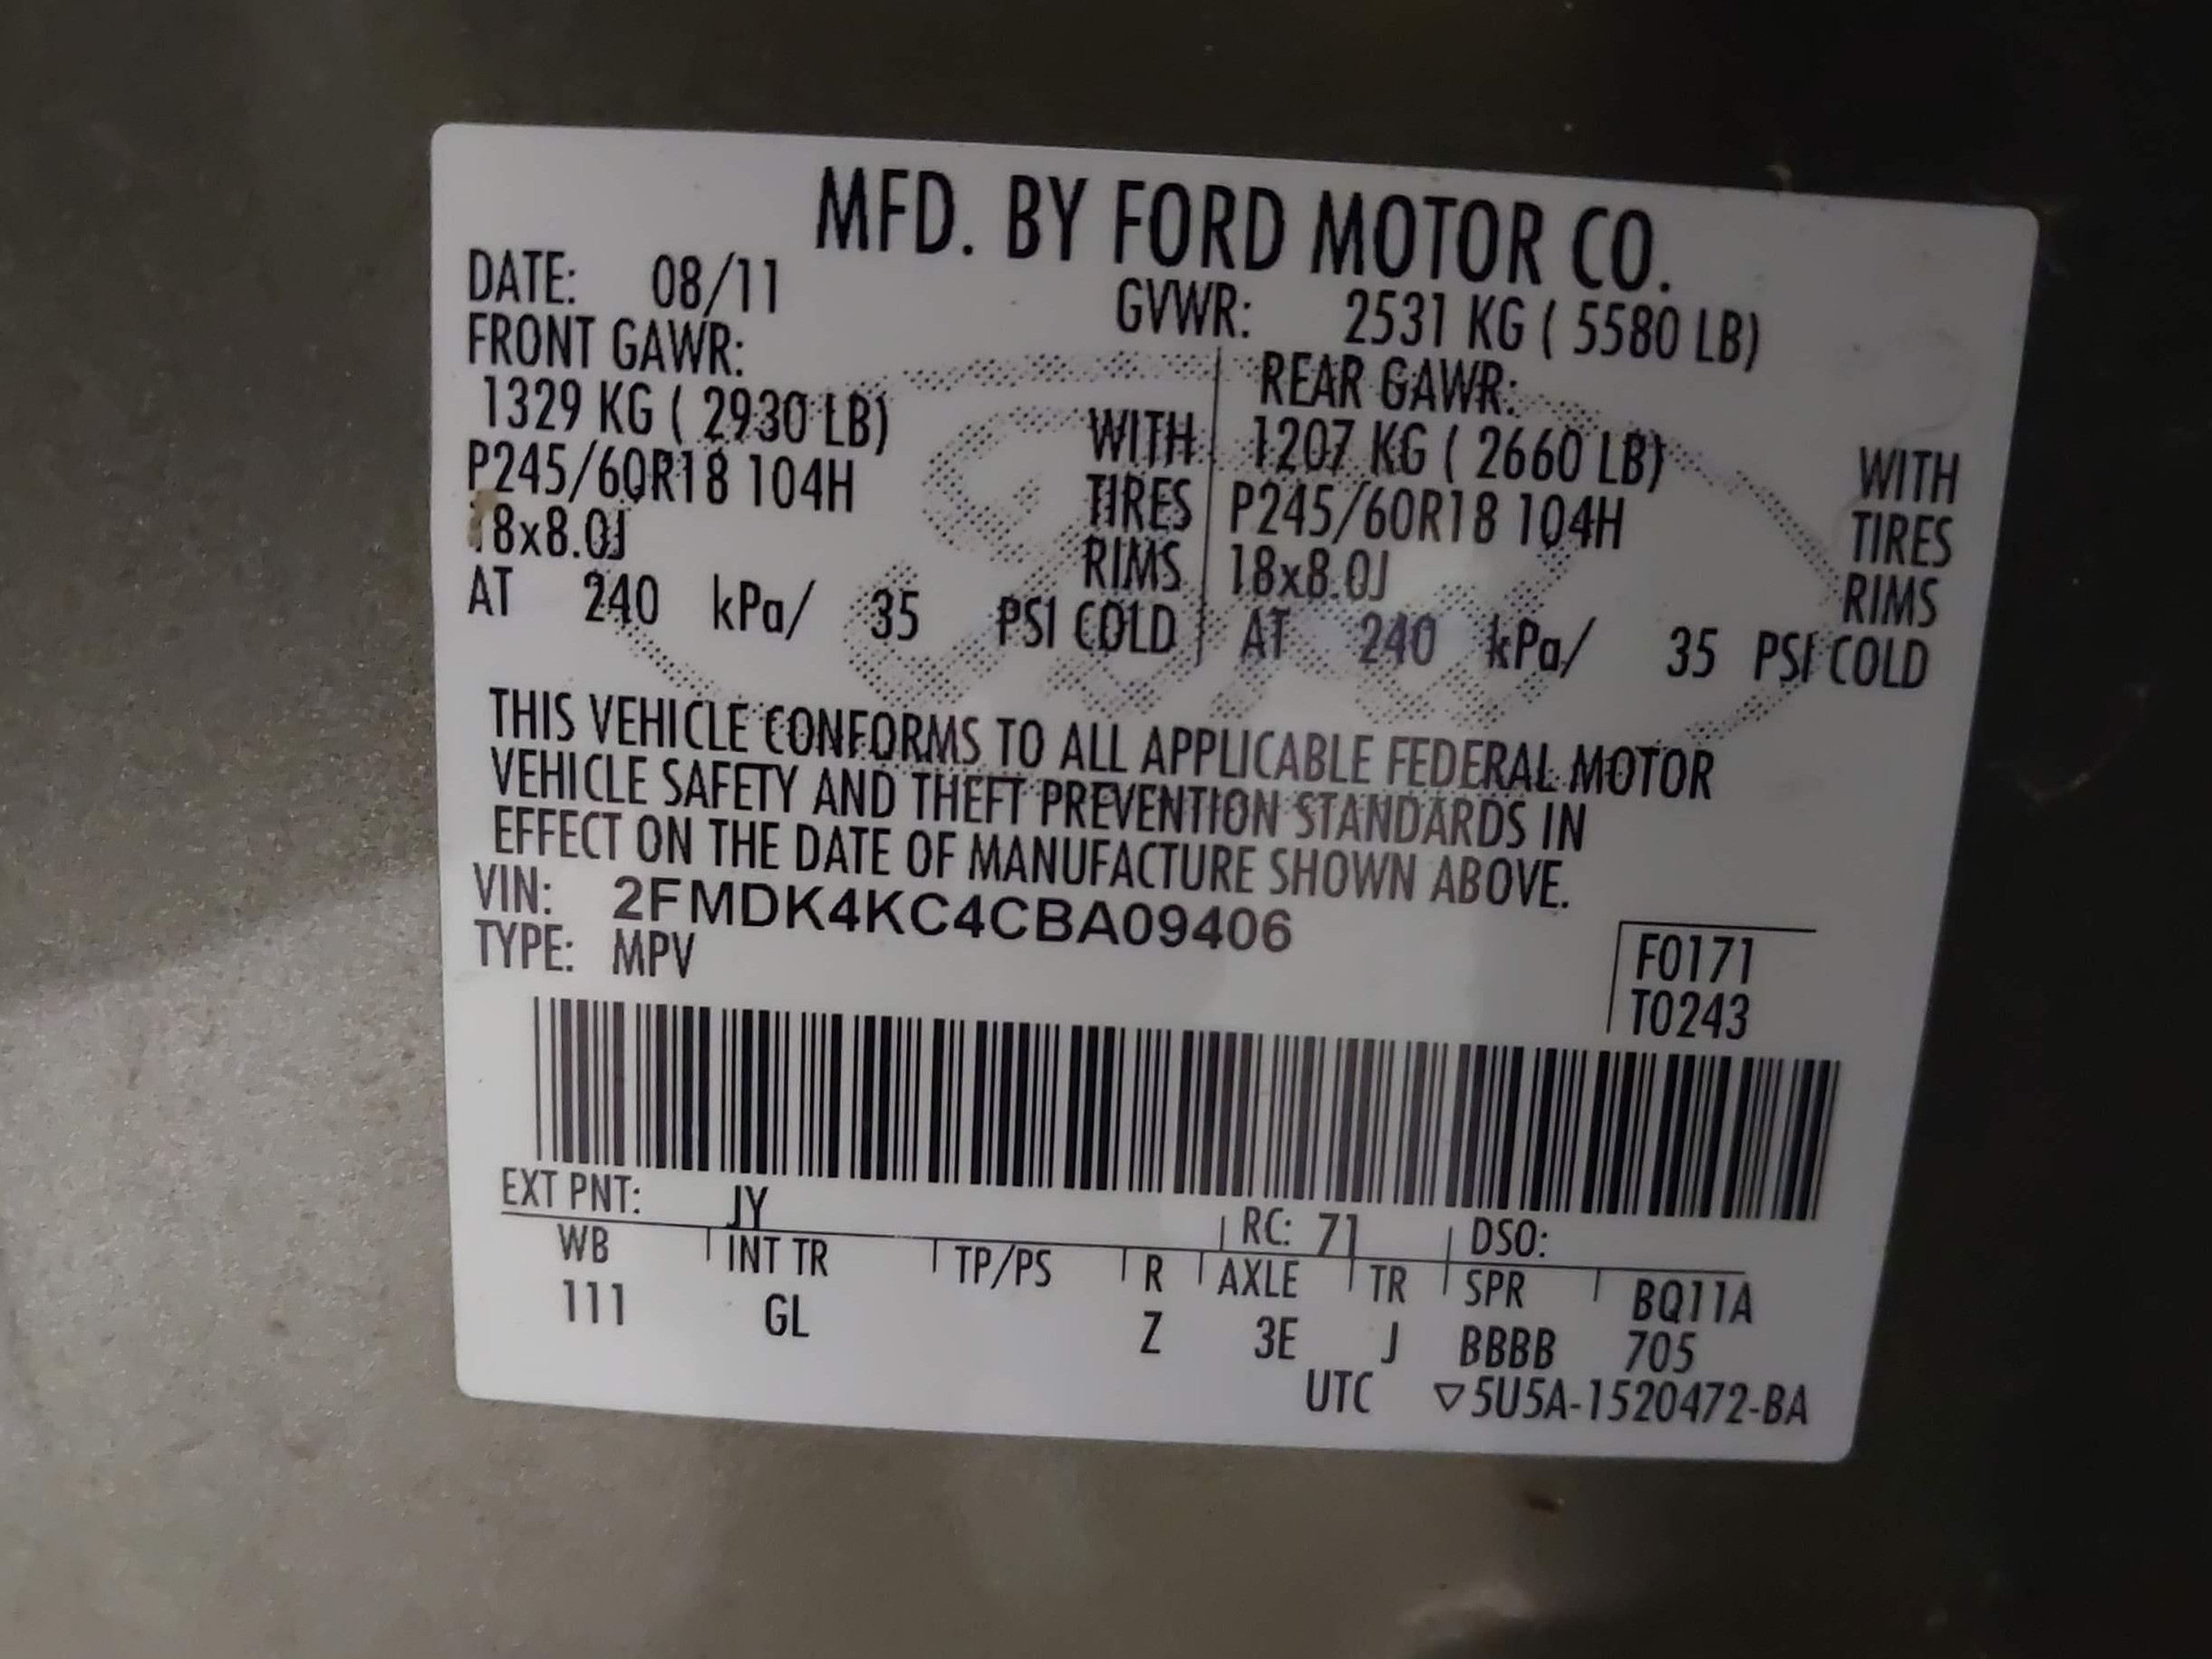 MFD. BY FORD MOTOR CO.
DATE: 08/11 GVWR: 2531 KG ( 5580 LB)
FRONT GAWR: REAR GAWR:
1329 KG ( 2930 LB) WITH 1207 KG ( 2660 LB) WITH
P245/60R18 104H TIRES P245/60R18 104H TIRES
18x8.0J RIMS 18x8.0J RIMS
AT 240 kPa/ 35 PSI COLD AT 240 kPa/ 35 PSI COLD
THIS VEHICLE CONFORMS TO ALL APPLICABLE FEDERAL MOTOR
VEHICLE SAFETY AND THEFT PREVENTION STANDARDS IN
EFFECT ON THE DATE OF MANUFACTURE SHOWN ABOVE.
VIN: 2FMDK4KC4CBA09406
TYPE: MPV
F0171
T0243
EXT PNT: JY RC: 71 DSO:
WB INT TR TP/PS R AXLE TR SPR BQ11A
111 GL Z 3E J BBBB 705
UTC ▽5U5A-1520472-BA